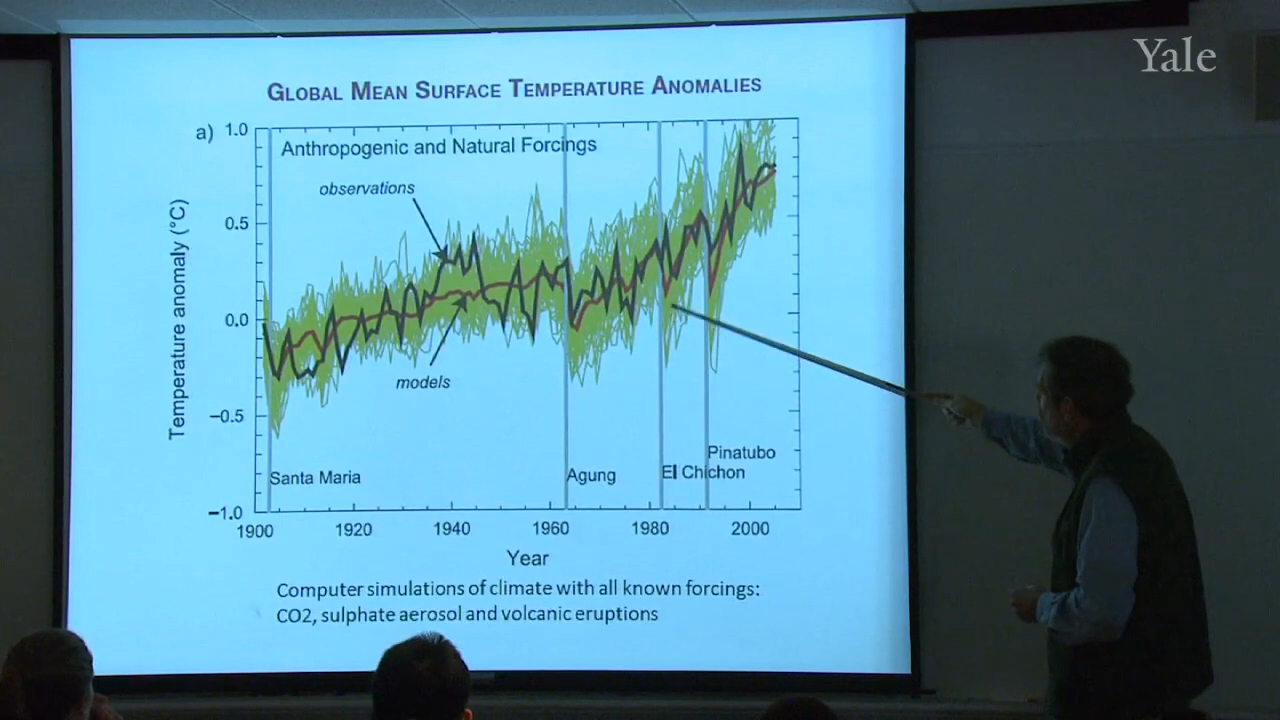 Yale
GLOBAL MEAN SURFACE TEMPERATURE ANOMALIES
a)
1.0
Anthropogenic and Natural Forcings
observations
0.5
Temperature anomaly (°C)
0.0
models
−0.5
Pinatubo
Santa Maria
Agung
El Chichon
−1.0
1900 1920 1940 1960 1980 2000
Year
Computer simulations of climate with all known forcings:
CO2, sulphate aerosol and volcanic eruptions